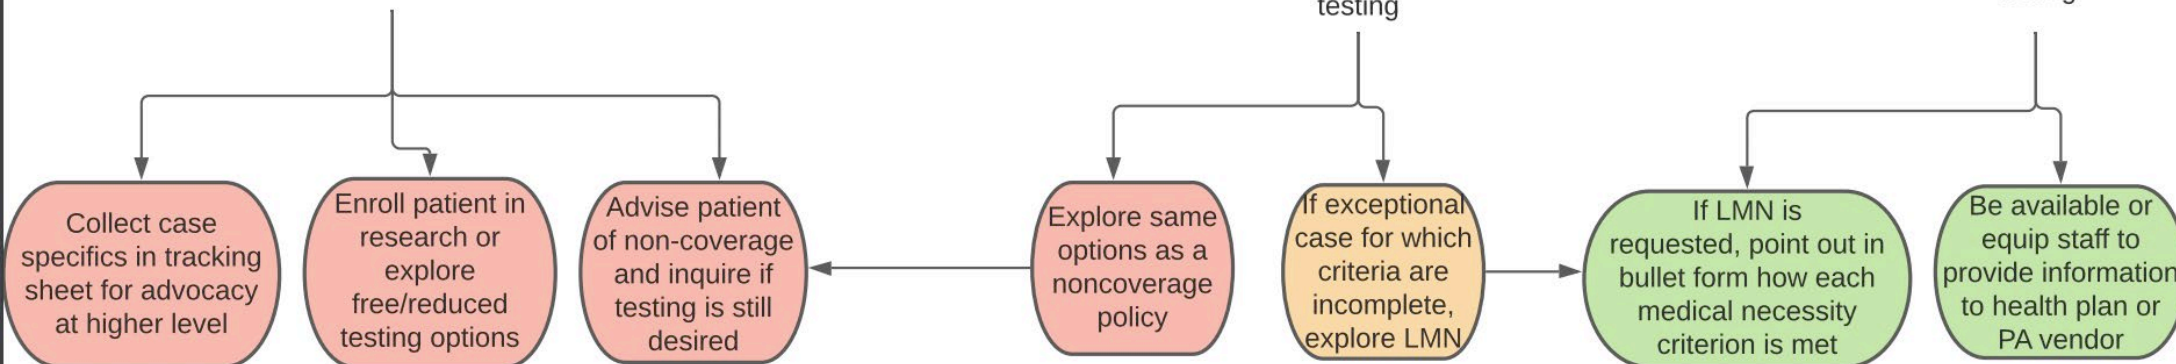 testing
Collect case
specifics in tracking
sheet for advocacy
at higher level
Enroll patient in
research or
explore
free/reduced
testing options
Advise patient
of non-coverage
and inquire if
testing is still
desired
Explore same
options as a
noncoverage
policy
If exceptional
case for which
criteria are
incomplete,
explore LMN
If LMN is
requested, point out in
bullet form how each
medical necessity
criterion is met
Be available or
equip staff to
provide information
to health plan or
PA vendor